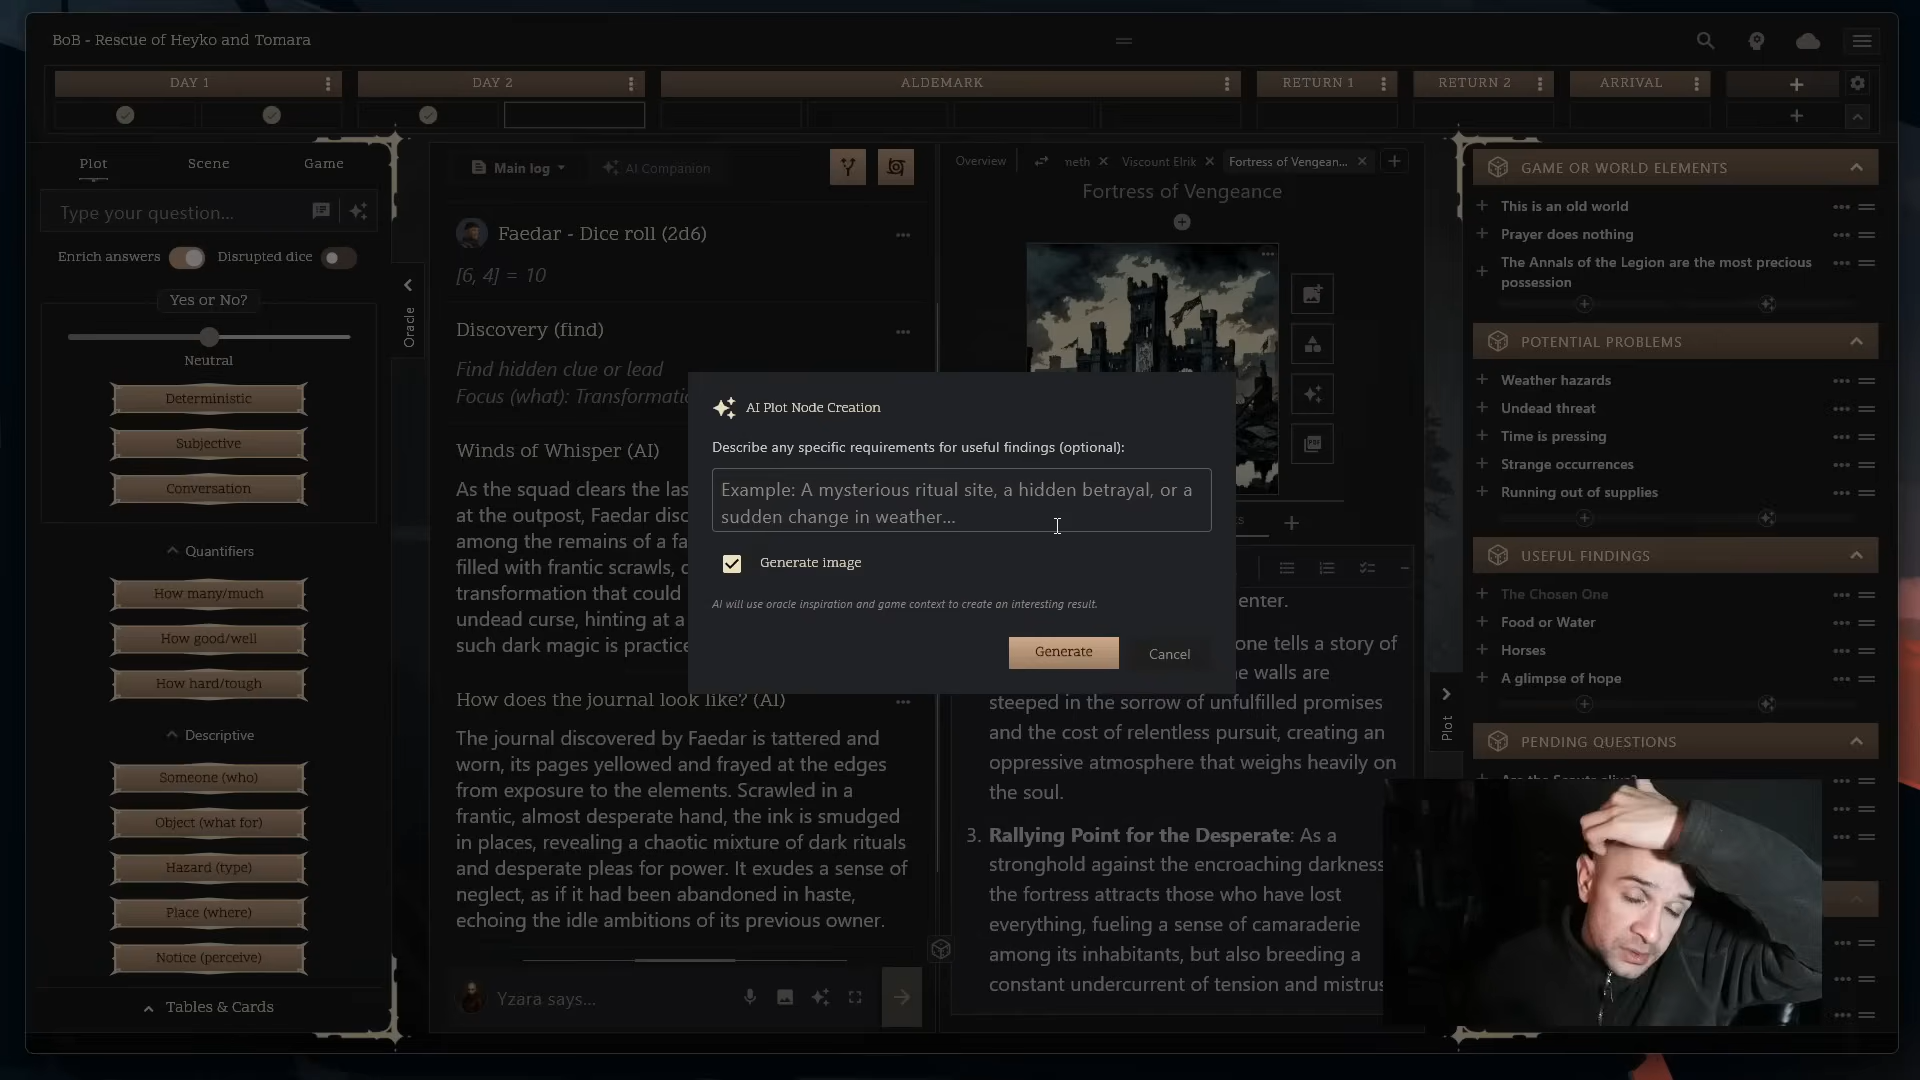 BoB - Rescue of Heyko and Tomara
DAY 1
DAY 2
ALDEMARK
RETURN 1
RETURN 2
ARRIVAL
Plot
Scene
Game
Type your question...
Enrich answers
Disrupted dice
Yes or No?
Neutral
Deterministic
Subjective
Conversation
Quantifiers
How many/much
How good/well
How hard/tough
Descriptive
Someone (who)
Object (what for)
Hazard (type)
Place (where)
Notice (perceive)
Tables & Cards
Oracle
Main log
AI Companion
Faedar - Dice roll (2d6)
[6, 4] = 10
Discovery (find)
Find hidden clue or lead
Focus (what): Transformatio
Winds of Whisper (AI)
As the squad clears the las
at the outpost, Faedar disc
among the remains of a fa
filled with frantic scrawls, c
transformation that could
undead curse, hinting at a
such dark magic is practice
How does the journal look like? (AI)
The journal discovered by Faedar is tattered and
worn, its pages yellowed and frayed at the edges
from exposure to the elements. Scrawled in a
frantic, almost desperate hand, the ink is smudged
in places, revealing a chaotic mixture of dark rituals
and desperate pleas for power. It exudes a sense of
neglect, as if it had been abandoned in haste,
echoing the idle ambitions of its previous owner.
Yzara says...
Overview
neth
Viscount Elrik
Fortress of Vengean...
Fortress of Vengeance
AI Plot Node Creation
Describe any specific requirements for useful findings (optional):
Example: A mysterious ritual site, a hidden betrayal, or a
sudden change in weather...
Generate image
AI will use oracle inspiration and game context to create an interesting result.
Generate
Cancel
enter.
one tells a story of
e walls are
steeped in the sorrow of unfulfilled promises
and the cost of relentless pursuit, creating an
oppressive atmosphere that weighs heavily on
the soul.
3. Rallying Point for the Desperate: As a
stronghold against the encroaching darkness
the fortress attracts those who have lost
everything, fueling a sense of camaraderie
among its inhabitants, but also breeding a
constant undercurrent of tension and mistrus
Plot
GAME OR WORLD ELEMENTS
This is an old world
Prayer does nothing
The Annals of the Legion are the most precious
possession
POTENTIAL PROBLEMS
Weather hazards
Undead threat
Time is pressing
Strange occurrences
Running out of supplies
USEFUL FINDINGS
The Chosen One
Food or Water
Horses
A glimpse of hope
PENDING QUESTIONS
Are the Scouts alive?